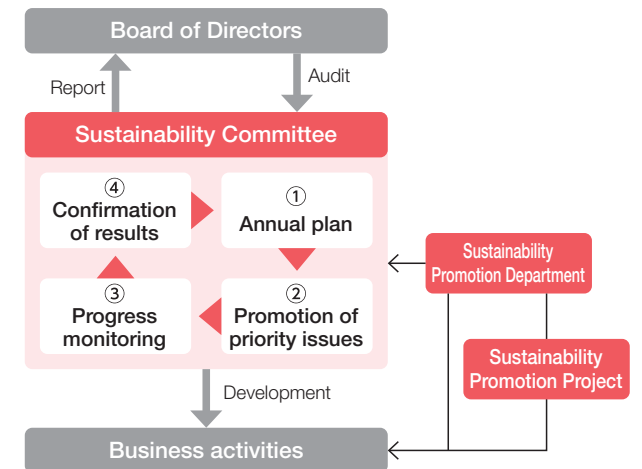 Board of Directors
Report
Audit
Sustainability Committee
④
Confirmation
of results
①
Annual plan
③
Progress
monitoring
②
Promotion of
priority issues
Sustainability
Promotion Department
Sustainability
Promotion Project
Development
Business activities